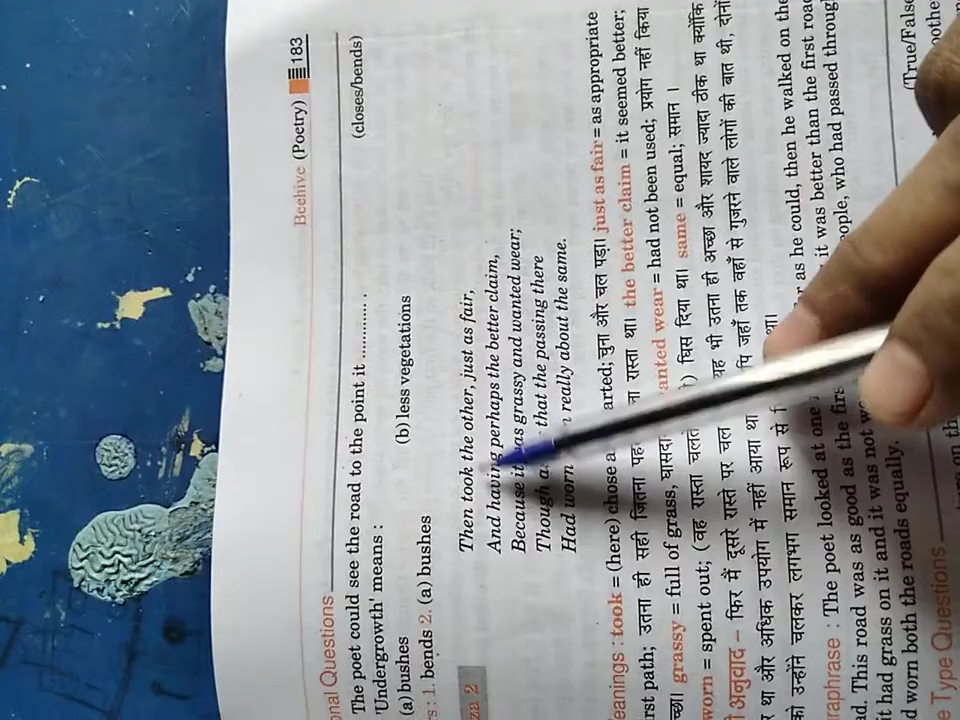 Beehive (Poetry) 183
nal Questions
The poet could see the road to the point it ............ . (closes/bends)
'Undergrowth' means :
(a) bushes (b) less vegetations
s : 1. bends 2. (a) bushes
za 2
Then took the other, just as fair,
And having perhaps the better claim,
Because it was grassy and wanted wear;
Though as that the passing there
Had worn really about the same.
eanings : took = (here) chose a arted; चुना और चल पड़ा। just as fair = as appropriate
irst path; उतना ही सही जितना पह ना रास्ता था। the better claim = it seemed better;
च्छा। grassy = full of grass, घासदा anted wear = had not been used; प्रयोग नहीं किया
worn = spent out; (वह रास्ता चलते ) घिस दिया था। same = equal; समान ।
अनुवाद – फिर मैं दूसरे रास्ते पर चल यह भी उतना ही अच्छा और शायद ज्यादा ठीक था क्योंकि
र था और अधिक उपयोग में नहीं आया था पि जहाँ तक वहाँ से गुजरने वाले लोगों की बात थी, दोनों
को उन्होंने चलकर लगभग समान रूप से था।
raphrase : The poet looked at one as he could, then he walked on the
ad. This road was as good as the firs it was better than the first road
t had grass on it and it was not wo eople, who had passed through
d worn both the roads equally.
e Type Questions
(True/False